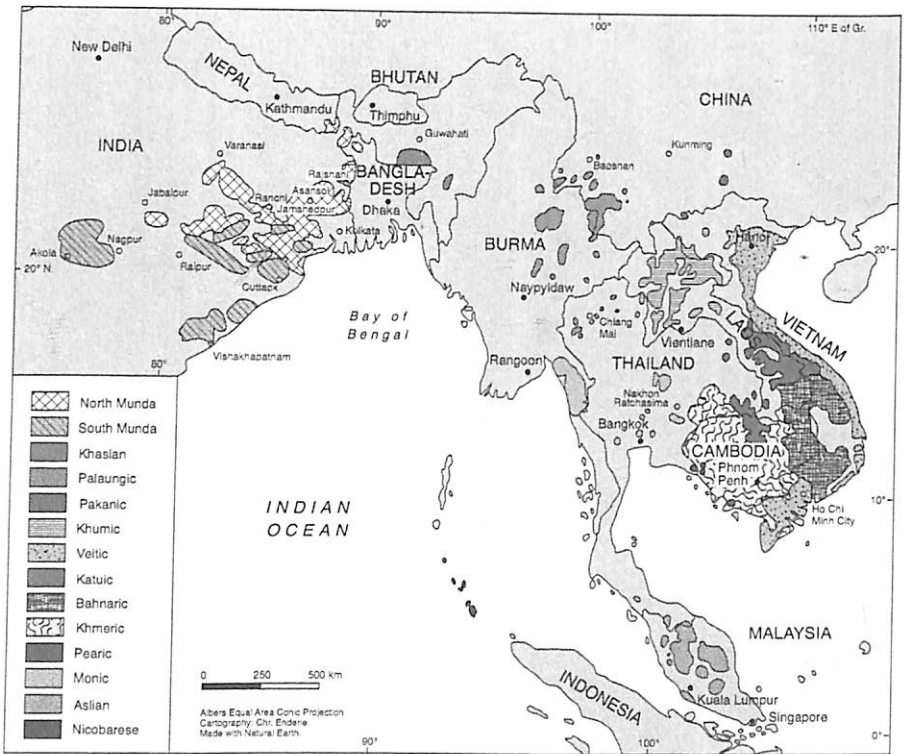 80°
90°
100°
110° E of Gr.
New Delhi
NEPAL
Kathmandu
BHUTAN
Thimphu
Guwahati
CHINA
Kunming
Baoshan
INDIA
Varanasi
BANGLA-
DESH
Dhaka
Jabalpur
Ranchi
Asansol
Jamshedpur
Kolkata
Akola
Nagpur
Raipur
Cuttack
20° N
Vishakhapatnam
80°
Bay of
Bengal
BURMA
Naypyidaw
Rangoon
Hanoi
20°
Chiang
Mai
LA
Vientiane
VIETNAM
THAILAND
Nakhon
Ratchasima
Bangkok
CAMBODIA
Phnom
Penh
Ho Chi
Minh City
10°
INDIAN
OCEAN
MALAYSIA
Kuala Lumpur
Singapore
INDONESIA
0°
90°
100°
North Munda
South Munda
Khasian
Palaungic
Pakanic
Khumic
Veitic
Katuic
Bahnaric
Khmeric
Pearic
Monic
Aslian
Nicobarese
0 250 500 km
Albers Equal Area Conic Projection
Cartography: Chr. Enderle
Made with Natural Earth.